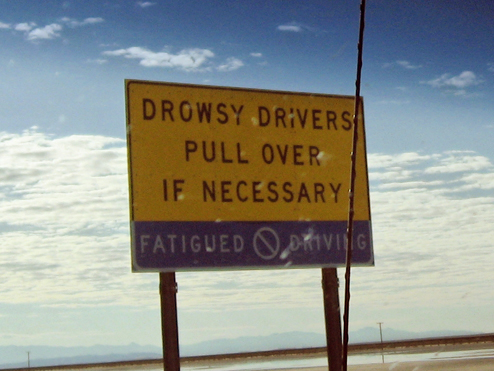 DROWSY DRIVERS
PULL OVER
IF NECESSARY
FATIGUED DRIVING